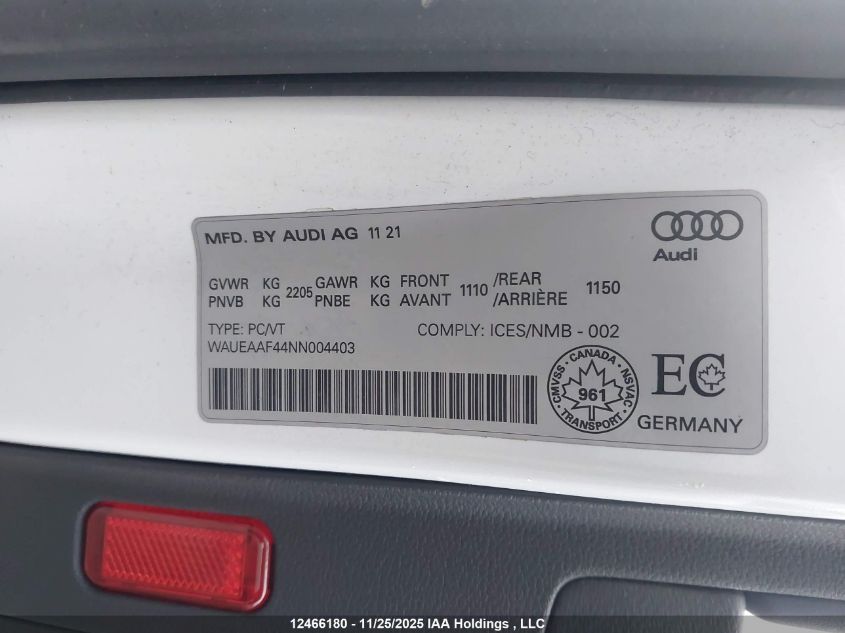 MFD. BY AUDI AG 11 21
Audi
GVWR KG 2205 GAWR KG FRONT 1110 /REAR 1150
PNVB KG PNBE KG AVANT /ARRIÈRE
TYPE: PC/VT COMPLY: ICES/NMB - 002
WAUEAAF44NN004403
CMVSS · CANADA · NSVAC
961
TRANSPORT
EC
GERMANY
12466180 - 11/25/2025 IAA Holdings , LLC